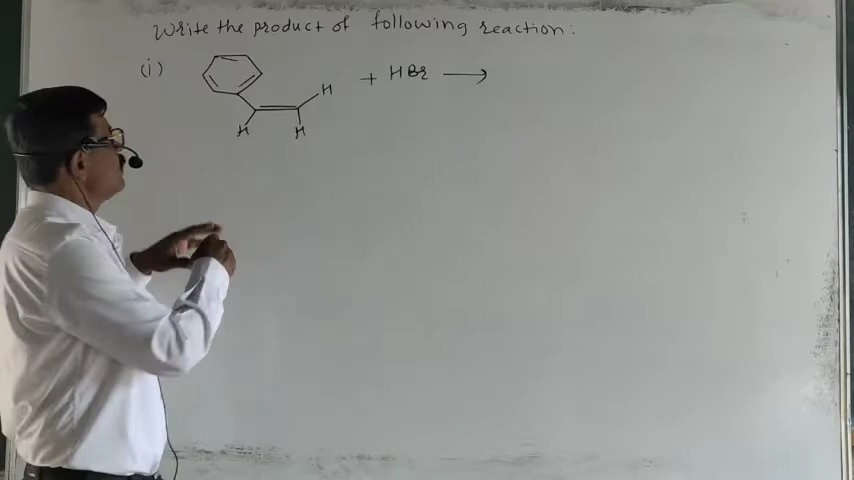 Write the product of following reaction:
(i) H H H + HBr ⟶